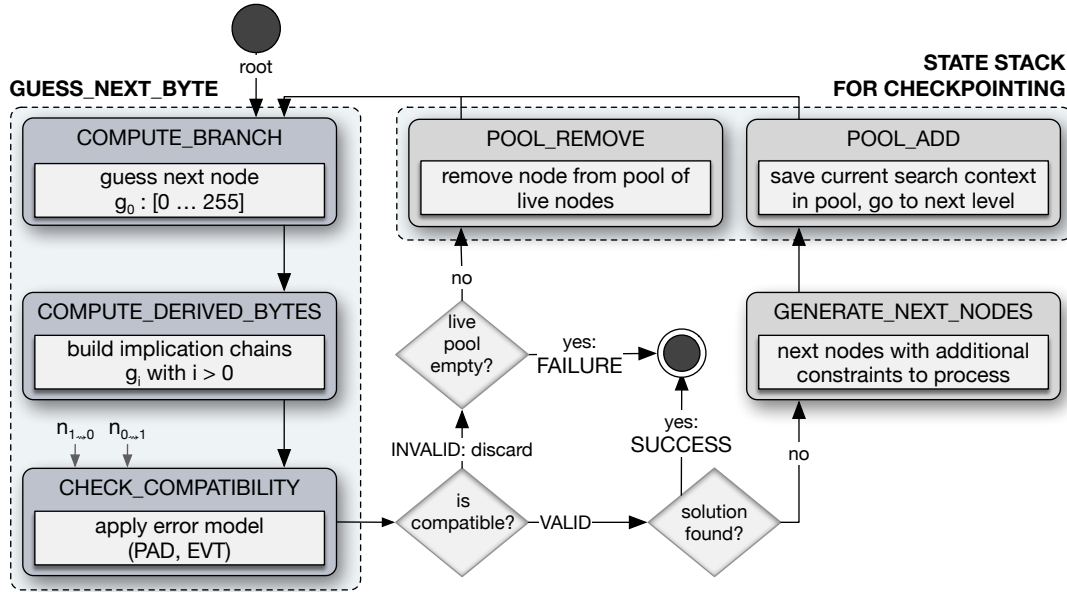 root
GUESS_NEXT_BYTE
STATE STACK
FOR CHECKPOINTING
COMPUTE_BRANCH
guess next node
g₀ : [0 … 255]
POOL_REMOVE
remove node from pool of
live nodes
POOL_ADD
save current search context
in pool, go to next level
COMPUTE_DERIVED_BYTES
build implication chains
gᵢ with i > 0
no
live
pool
empty?
yes:
FAILURE
GENERATE_NEXT_NODES
next nodes with additional
constraints to process
n₁⇝₀ n₀⇝₁
INVALID: discard
yes:
SUCCESS
no
CHECK_COMPATIBILITY
apply error model
(PAD, EVT)
is
compatible?
VALID
solution
found?